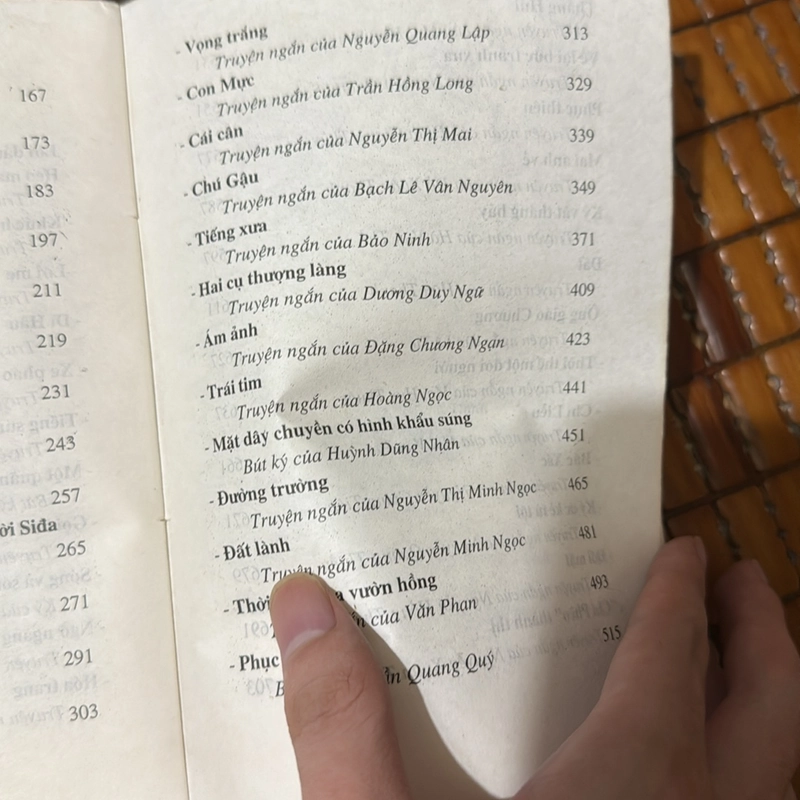 167
173
183
197
211
219
231
243
257
ời Siđa
265
271
291
303
- Vọng trắng
Truyện ngắn của Nguyễn Quang Lập 313
- Con Mực
Truyện ngắn của Trần Hồng Long 329
- Cái cân
Truyện ngắn của Nguyễn Thị Mai 339
- Chú Gậu
Truyện ngắn của Bạch Lê Vân Nguyên 349
- Tiếng xưa
Truyện ngắn của Bảo Ninh 371
- Hai cụ thượng làng
Truyện ngắn của Dương Duy Ngữ 409
- Ám ảnh
Truyện ngắn của Đặng Chương Ngạn 423
- Trái tim
Truyện ngắn của Hoàng Ngọc 441
- Mặt dây chuyền có hình khẩu súng
Bút ký của Huỳnh Dũng Nhân 451
- Đường trường
Truyện ngắn của Nguyễn Thị Minh Ngọc 465
- Đất lành
Truyện ngắn của Nguyễn Minh Ngọc 481
- Thời vườn hồng
của Văn Phan 493
- Phục
Quang Quý 515